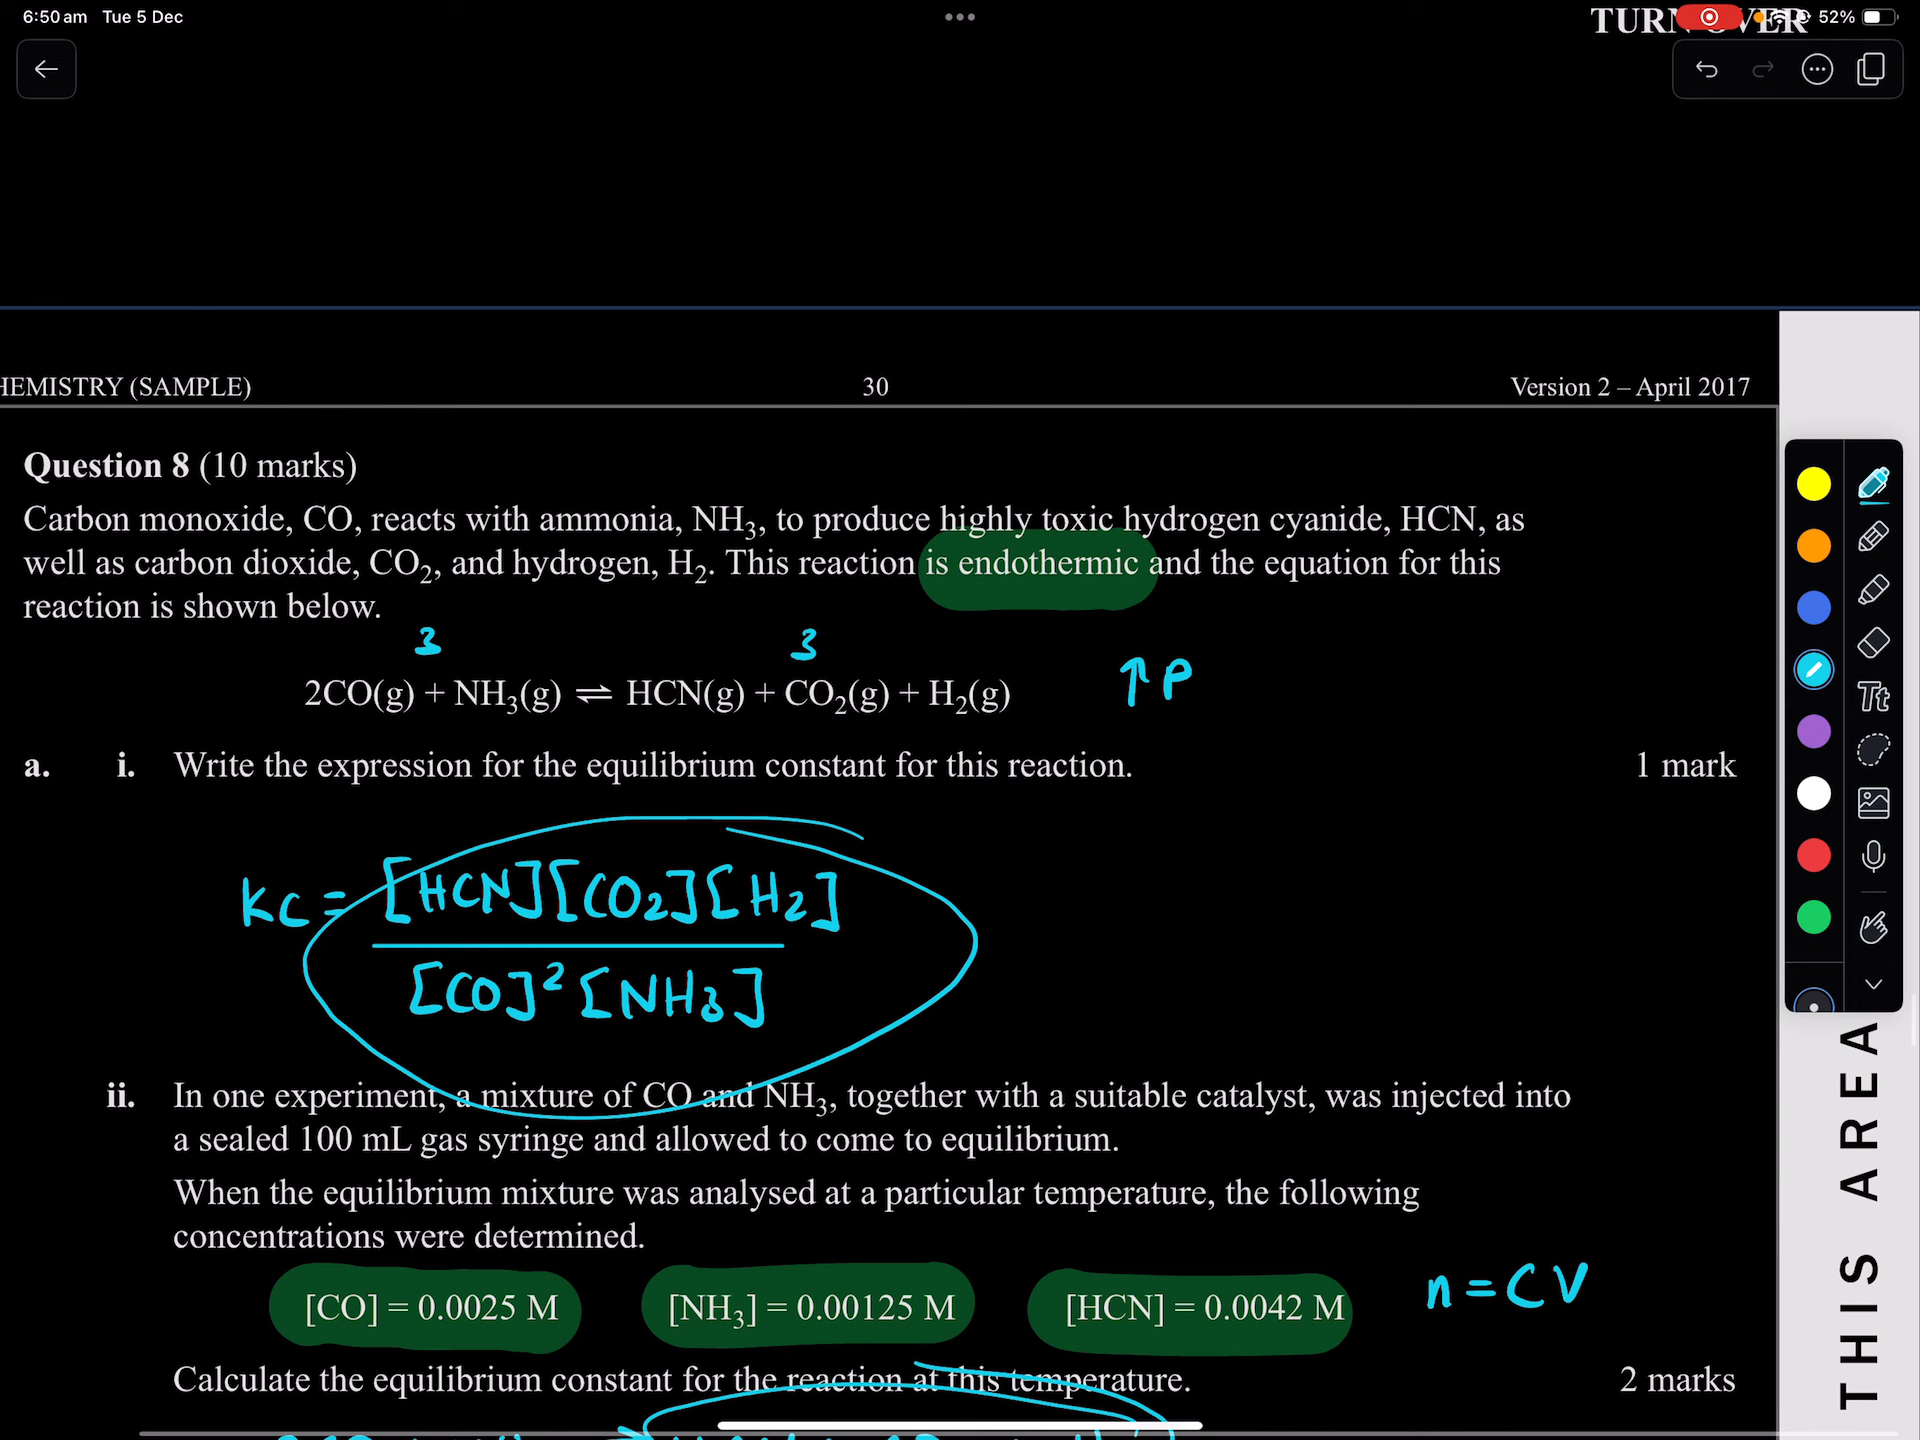 6:50 am Tue 5 Dec
52%
CHEMISTRY (SAMPLE) 30 Version 2 – April 2017
Question 8 (10 marks)
Carbon monoxide, CO, reacts with ammonia, NH₃, to produce highly toxic hydrogen cyanide, HCN, as
well as carbon dioxide, CO₂, and hydrogen, H₂. This reaction is endothermic and the equation for this
reaction is shown below.
3 3
2CO(g) + NH₃(g) ⇌ HCN(g) + CO₂(g) + H₂(g) ↑ P
a. i. Write the expression for the equilibrium constant for this reaction. 1 mark
Kc = [HCN][CO₂][H₂]
[CO]² [NH₃]
ii. In one experiment, a mixture of CO and NH₃, together with a suitable catalyst, was injected into
a sealed 100 mL gas syringe and allowed to come to equilibrium.
When the equilibrium mixture was analysed at a particular temperature, the following
concentrations were determined.
[CO] = 0.0025 M [NH₃] = 0.00125 M [HCN] = 0.0042 M n = CV
Calculate the equilibrium constant for the reaction at this temperature. 2 marks
Tt
THIS AREA